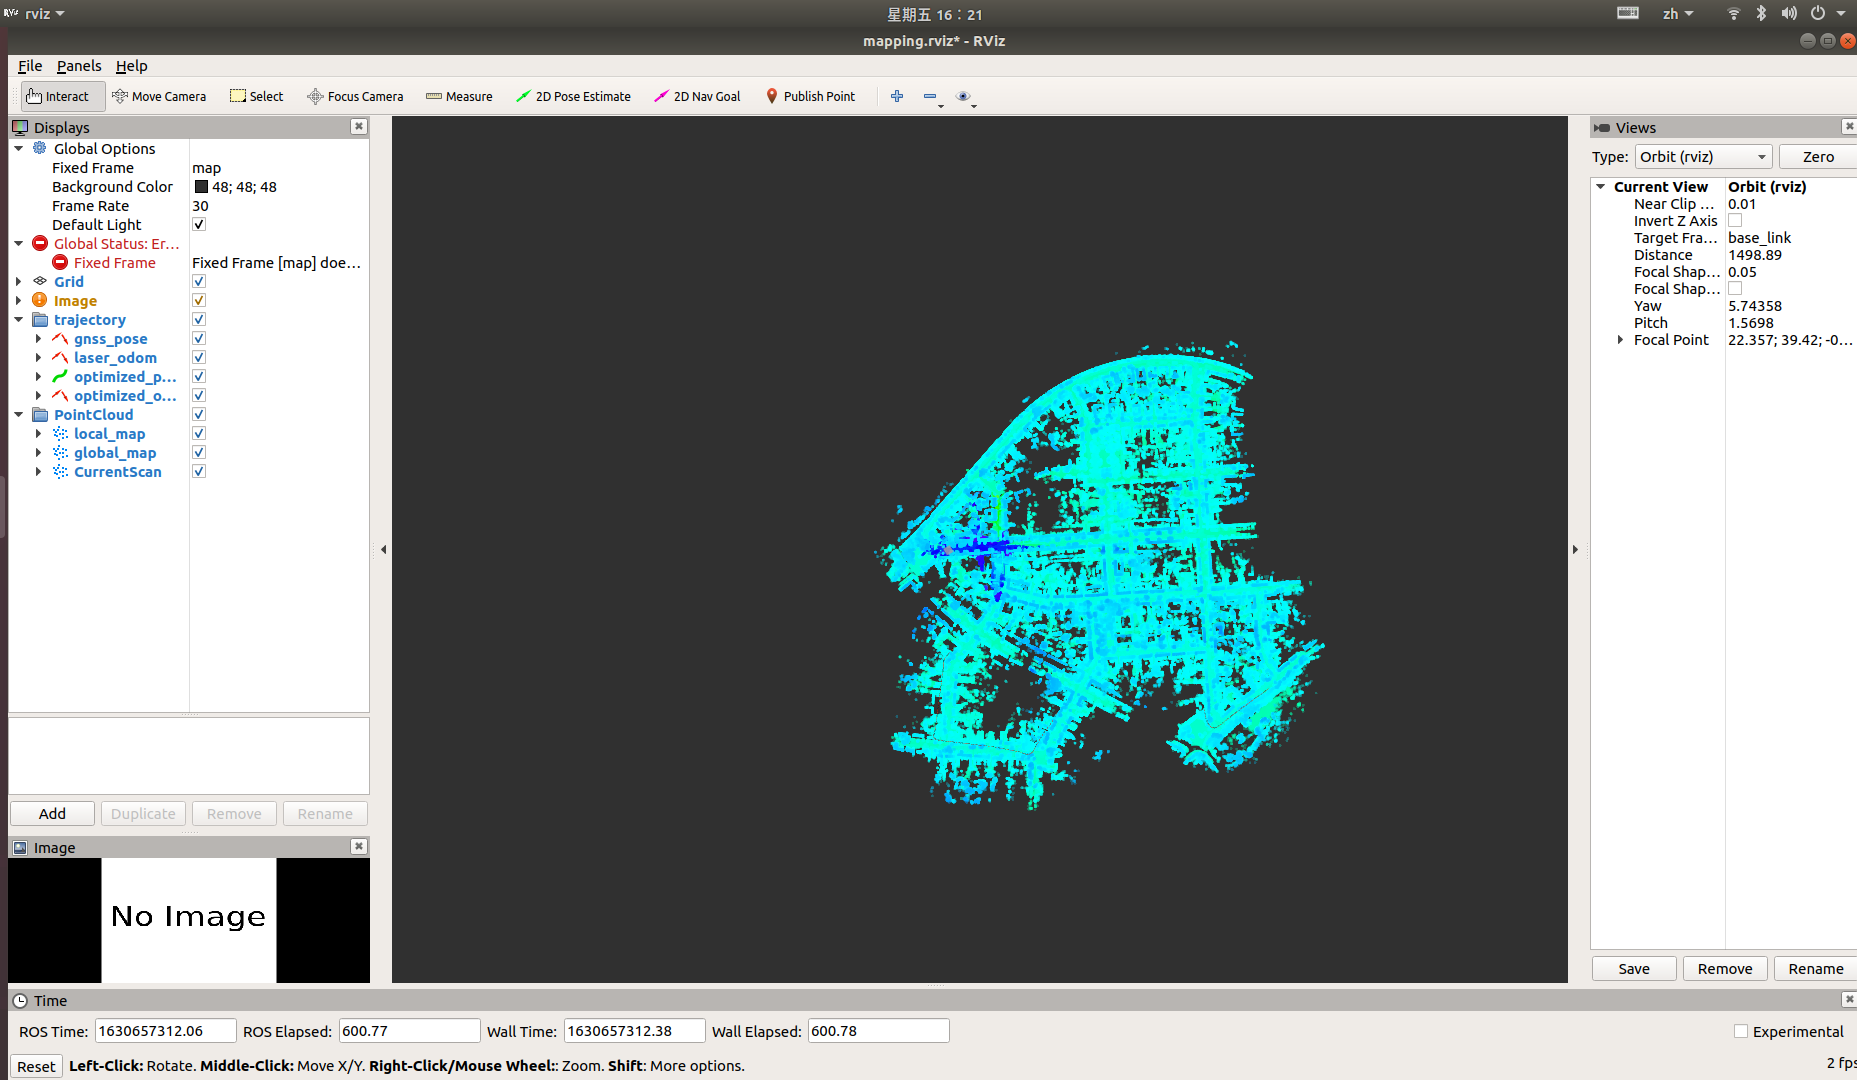 rviz
星期五 16：21
zh
mapping.rviz* - RViz
File Panels Help
Interact Move Camera Select Focus Camera Measure 2D Pose Estimate 2D Nav Goal Publish Point
Displays
Global Options
Fixed Frame map
Background Color 48; 48; 48
Frame Rate 30
Default Light
Global Status: Er...
Fixed Frame Fixed Frame [map] doe...
Grid
Image
trajectory
gnss_pose
laser_odom
optimized_p...
optimized_o...
PointCloud
local_map
global_map
CurrentScan
Add Duplicate Remove Rename
Image
No Image
Views
Type: Orbit (rviz) Zero
Current View Orbit (rviz)
Near Clip ... 0.01
Invert Z Axis
Target Fra... base_link
Distance 1498.89
Focal Shap... 0.05
Focal Shap...
Yaw 5.74358
Pitch 1.5698
Focal Point 22.357; 39.42; -0...
Save Remove Rename
Time
ROS Time: 1630657312.06 ROS Elapsed: 600.77 Wall Time: 1630657312.38 Wall Elapsed: 600.78 Experimental
Reset Left-Click: Rotate. Middle-Click: Move X/Y. Right-Click/Mouse Wheel:: Zoom. Shift: More options. 2 fps